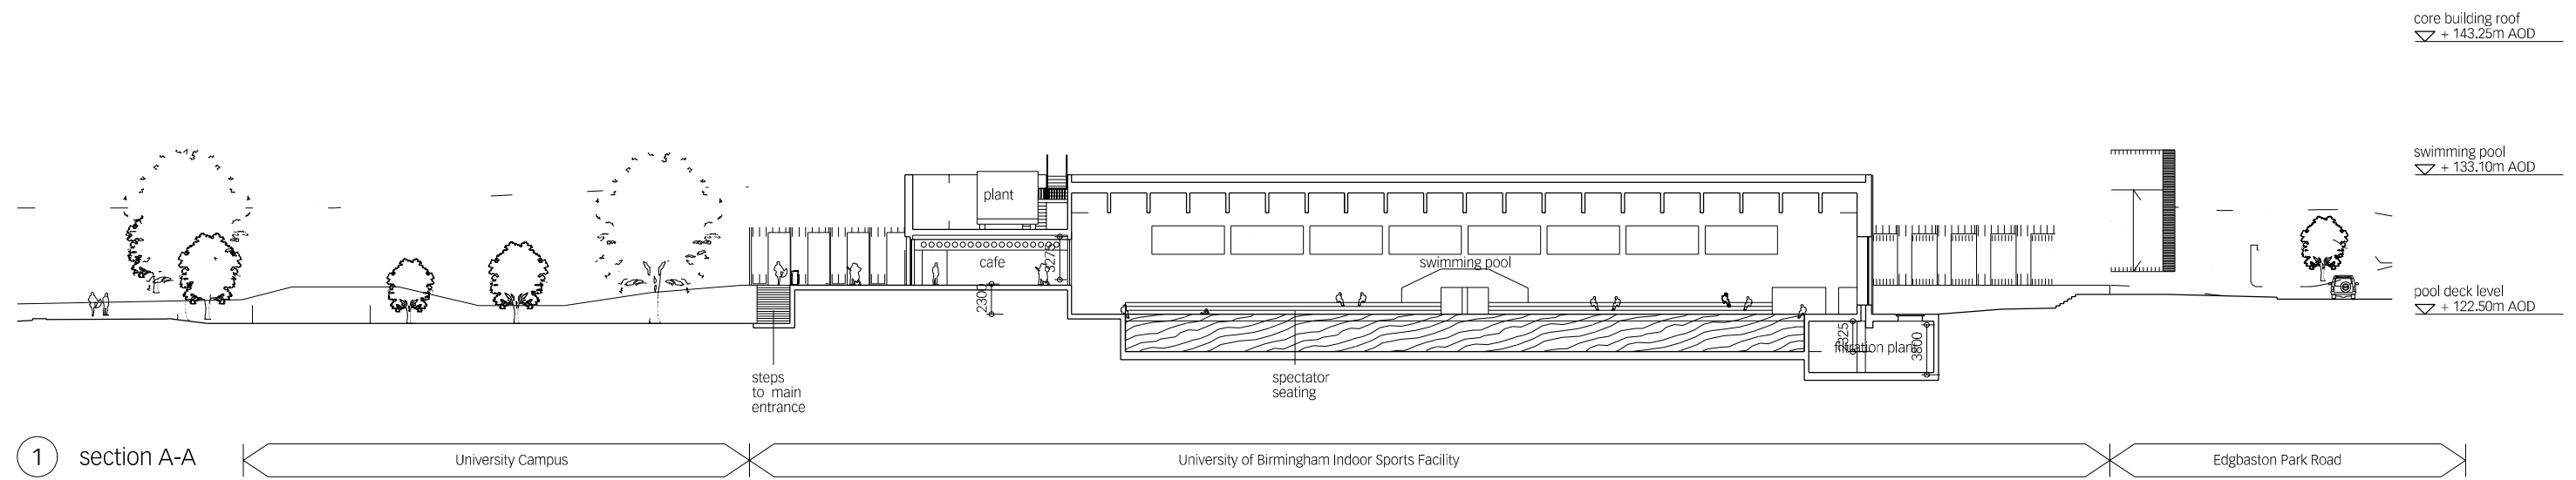 core building roof
+ 143.25m AOD
swimming pool
+ 133.10m AOD
plant
cafe
3275
swimming pool
2300
pool deck level
+ 122.50m AOD
filtration plant
3800
steps
to main
entrance
spectator
seating
1 section A-A
University Campus
University of Birmingham Indoor Sports Facility
Edgbaston Park Road